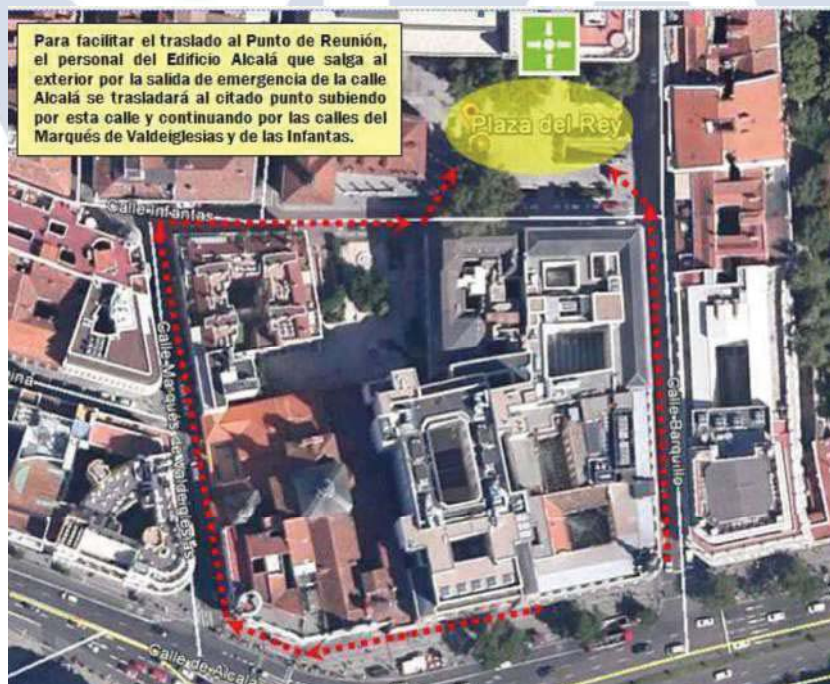 Para facilitar el traslado al Punto de Reunión,
el personal del Edificio Alcalá que salga al
exterior por la salida de emergencia de la calle
Alcalá se trasladará al citado punto subiendo
por esta calle y continuando por las calles del
Marqués de Valdeiglesias y de las Infantas.
Plaza del Rey
Calle Infantas
Calle Marqués de Valdeiglesias
Calle Barquillo
ina
Calle de Alcalá